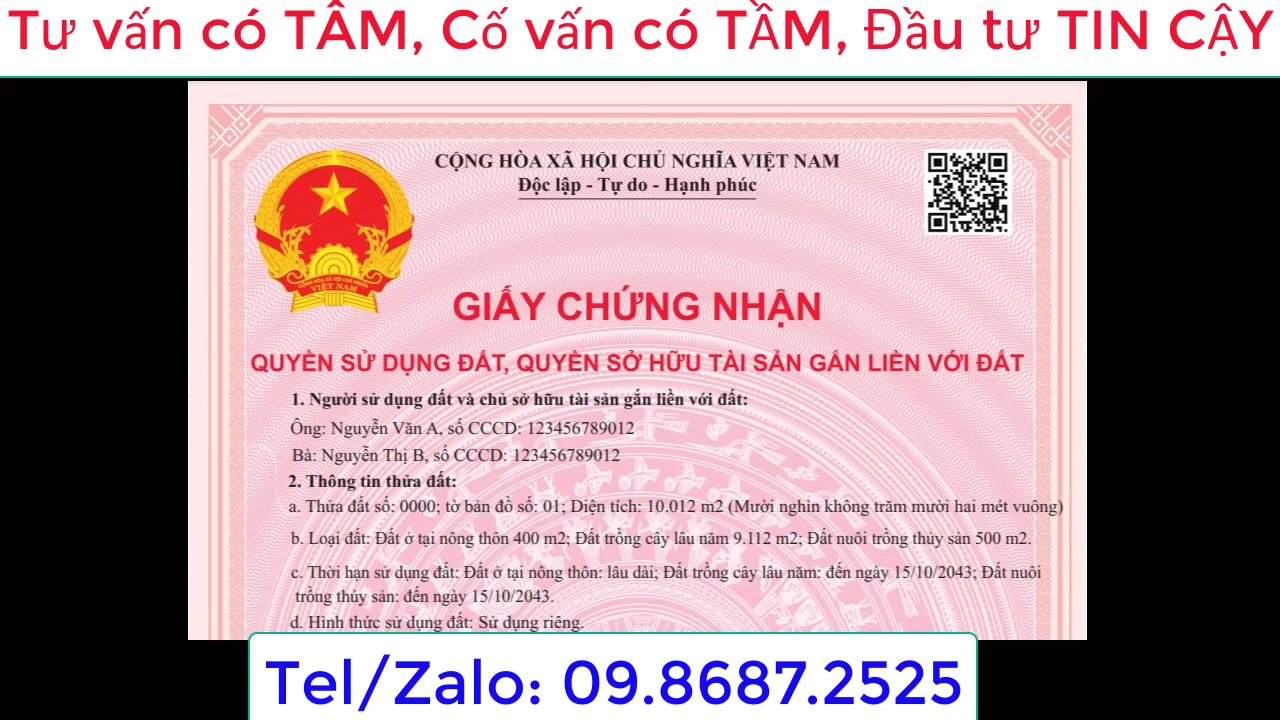 Tư vấn có TÂM, Cố vấn có TẦM, Đầu tư TIN CẬY
CỘNG HÒA XÃ HỘI CHỦ NGHĨA VIỆT NAM
Độc lập - Tự do - Hạnh phúc
CỘNG HÒA XÃ HỘI CHỦ NGHĨA
VIỆT NAM
GIẤY CHỨNG NHẬN
QUYỀN SỬ DỤNG ĐẤT, QUYỀN SỞ HỮU TÀI SẢN GẮN LIỀN VỚI ĐẤT
1. Người sử dụng đất và chủ sở hữu tài sản gắn liền với đất:
Ông: Nguyễn Văn A, số CCCD: 123456789012
Bà: Nguyễn Thị B, số CCCD: 123456789012
2. Thông tin thửa đất:
a. Thửa đất số: 0000; tờ bản đồ số: 01; Diện tích: 10.012 m2 (Mười nghìn không trăm mười hai mét vuông)
b. Loại đất: Đất ở tại nông thôn 400 m2; Đất trồng cây lâu năm 9.112 m2; Đất nuôi trồng thủy sản 500 m2.
c. Thời hạn sử dụng đất: Đất ở tại nông thôn: lâu dài; Đất trồng cây lâu năm: đến ngày 15/10/2043; Đất nuôi
trồng thủy sản: đến ngày 15/10/2043.
d. Hình thức sử dụng đất: Sử dụng riêng.
Tel/Zalo: 09.8687.2525